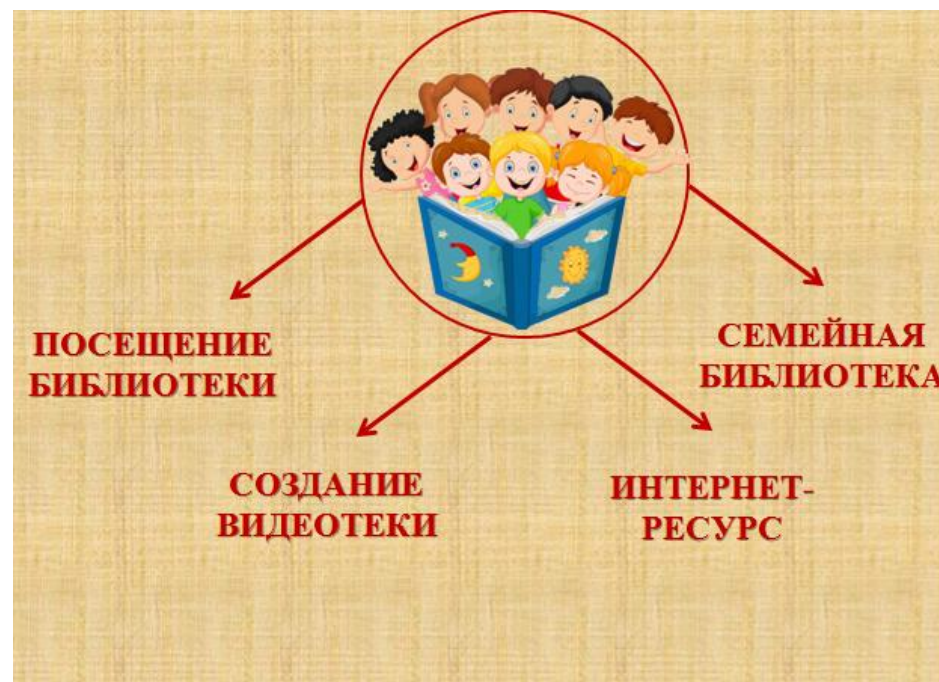 ПОСЕЩЕНИЕ
БИБЛИОТЕКИ
СЕМЕЙНАЯ
БИБЛИОТЕКА
СОЗДАНИЕ
ВИДЕОТЕКИ
ИНТЕРНЕТ-
РЕСУРС